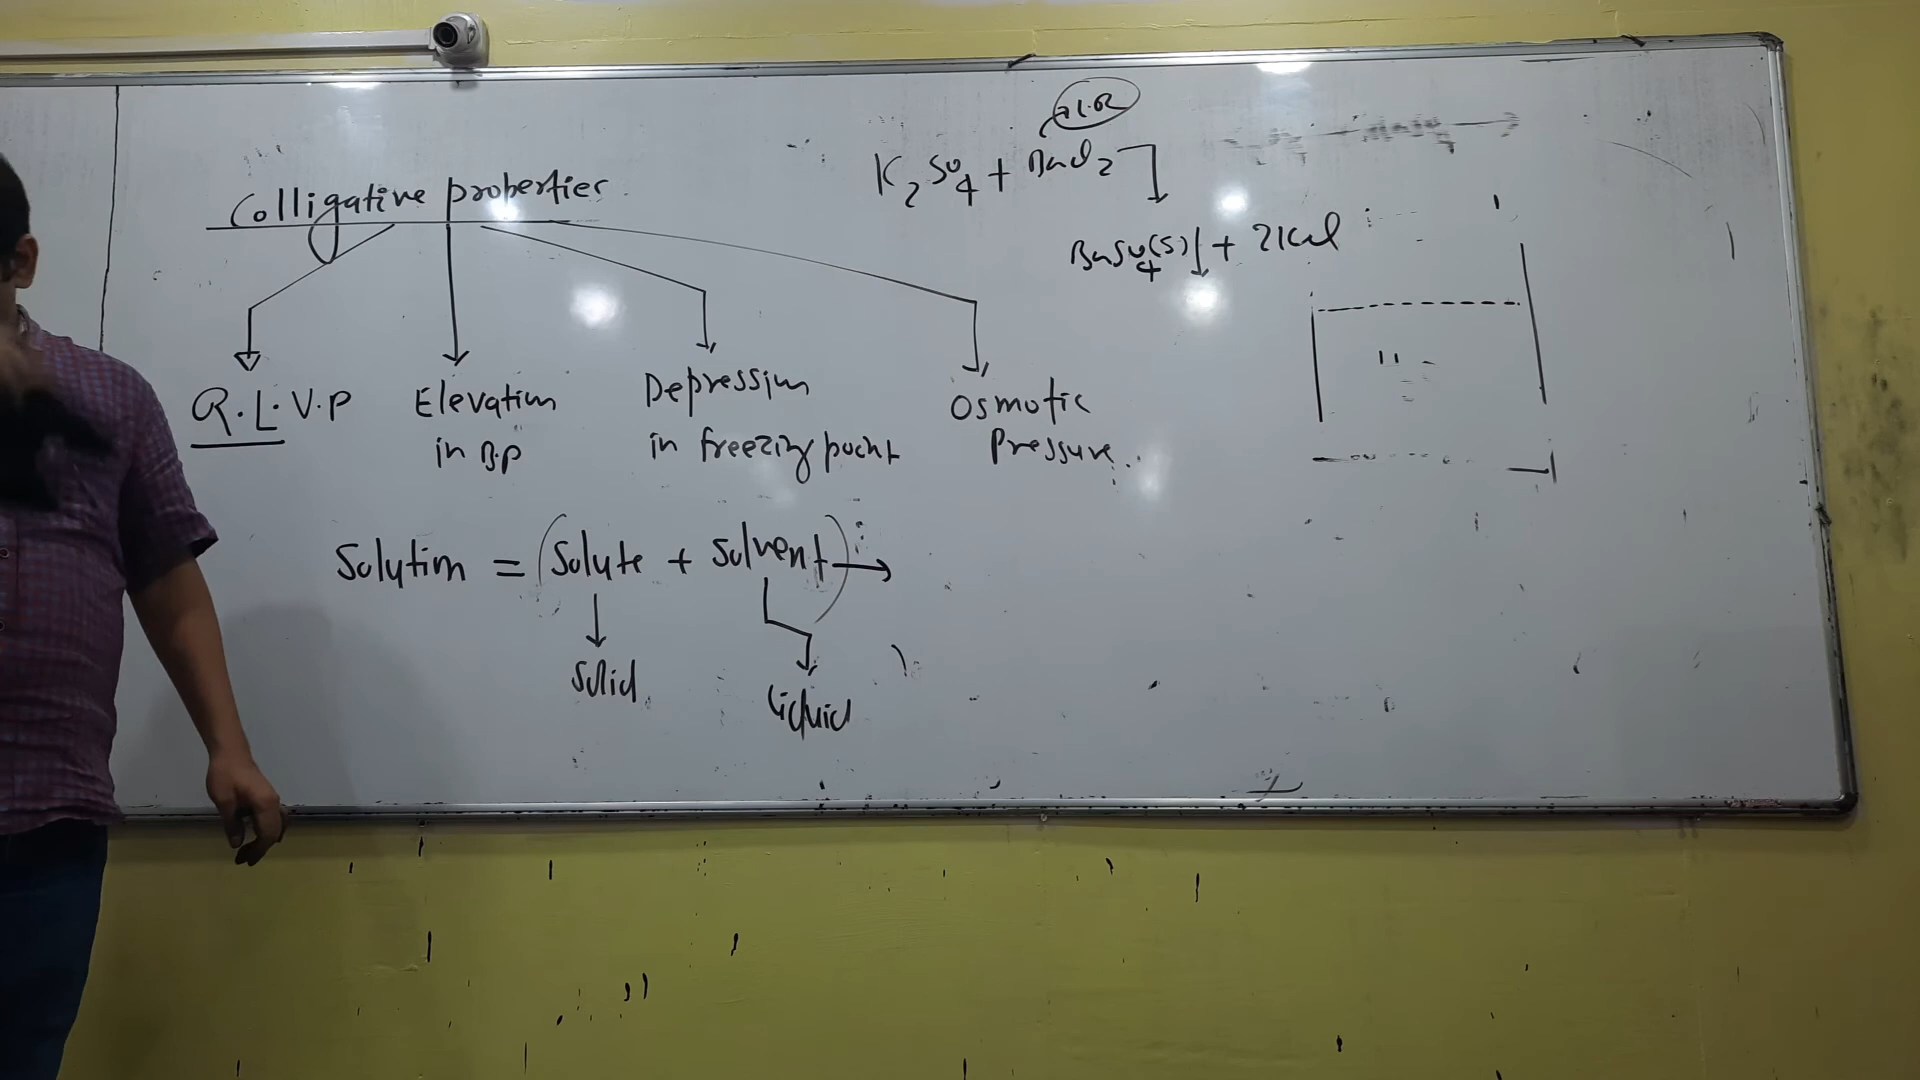 Colligative properties
R.L.V.P
Elevation
in B.P
Depression
in freezing point
Osmotic
Pressure
Solution = (Solute + Solvent) →
Solid
Liquid
K2SO4 + BaCl2
BaSO4(s)↓ + 2KCl